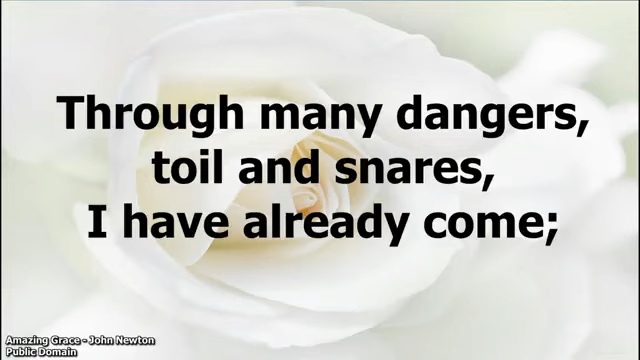 Through many dangers,
toil and snares,
I have already come;
Amazing Grace - John Newton
Public Domain